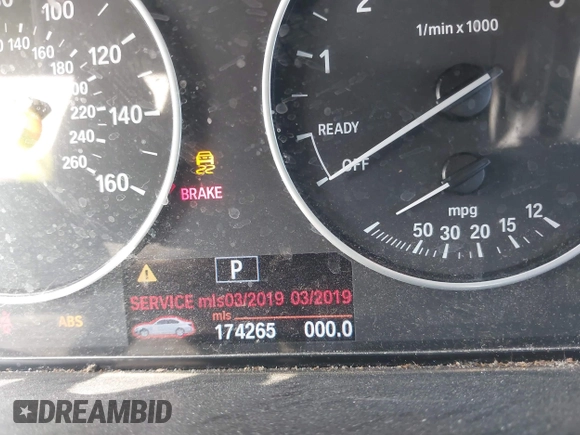 100
120
140
160
120 140
160
180
200
220
240
260
1
2
3
1/min x 1000
READY
OFF
50 30 20 15 12
mpg
BRAKE
ABS
P
SERVICE mls03/2019 03/2019
mls
174265 000.0
DREAMBID